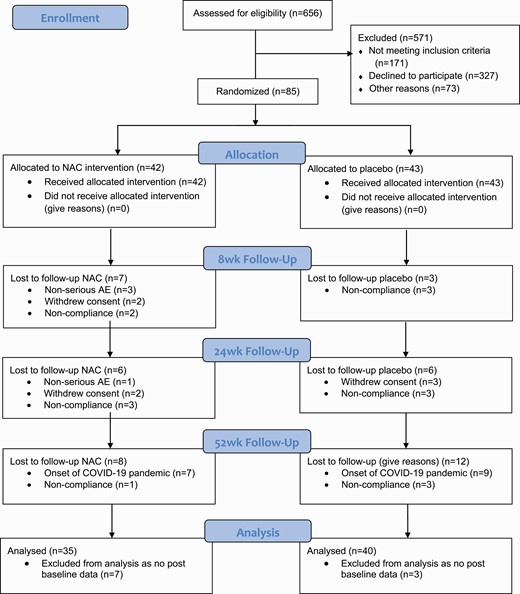 Enrollment
Assessed for eligibility (n=656)
Excluded (n=571)
♦ Not meeting inclusion criteria
(n=171)
♦ Declined to participate (n=327)
♦ Other reasons (n=73)
Randomized (n=85)
Allocation
Allocated to NAC intervention (n=42)
• Received allocated intervention (n=42)
• Did not receive allocated intervention
(give reasons) (n=0)
Allocated to placebo (n=43)
• Received allocated intervention (n=43)
• Did not receive allocated intervention
(give reasons) (n=0)
8wk Follow-Up
Lost to follow-up NAC (n=7)
• Non-serious AE (n=3)
• Withdrew consent (n=2)
• Non-compliance (n=2)
Lost to follow-up placebo (n=3)
• Non-compliance (n=3)
24wk Follow-Up
Lost to follow-up NAC (n=6)
• Non-serious AE (n=1)
• Withdrew consent (n=2)
• Non-compliance (n=3)
Lost to follow-up placebo (n=6)
• Withdrew consent (n=3)
• Non-compliance (n=3)
52wk Follow-Up
Lost to follow-up NAC (n=8)
• Onset of COVID-19 pandemic (n=7)
• Non-compliance (n=1)
Lost to follow-up (give reasons) (n=12)
• Onset of COVID-19 pandemic (n=9)
• Non-compliance (n=3)
Analysis
Analysed (n=35)
• Excluded from analysis as no post
baseline data (n=7)
Analysed (n=40)
• Excluded from analysis as no post
baseline data (n=3)